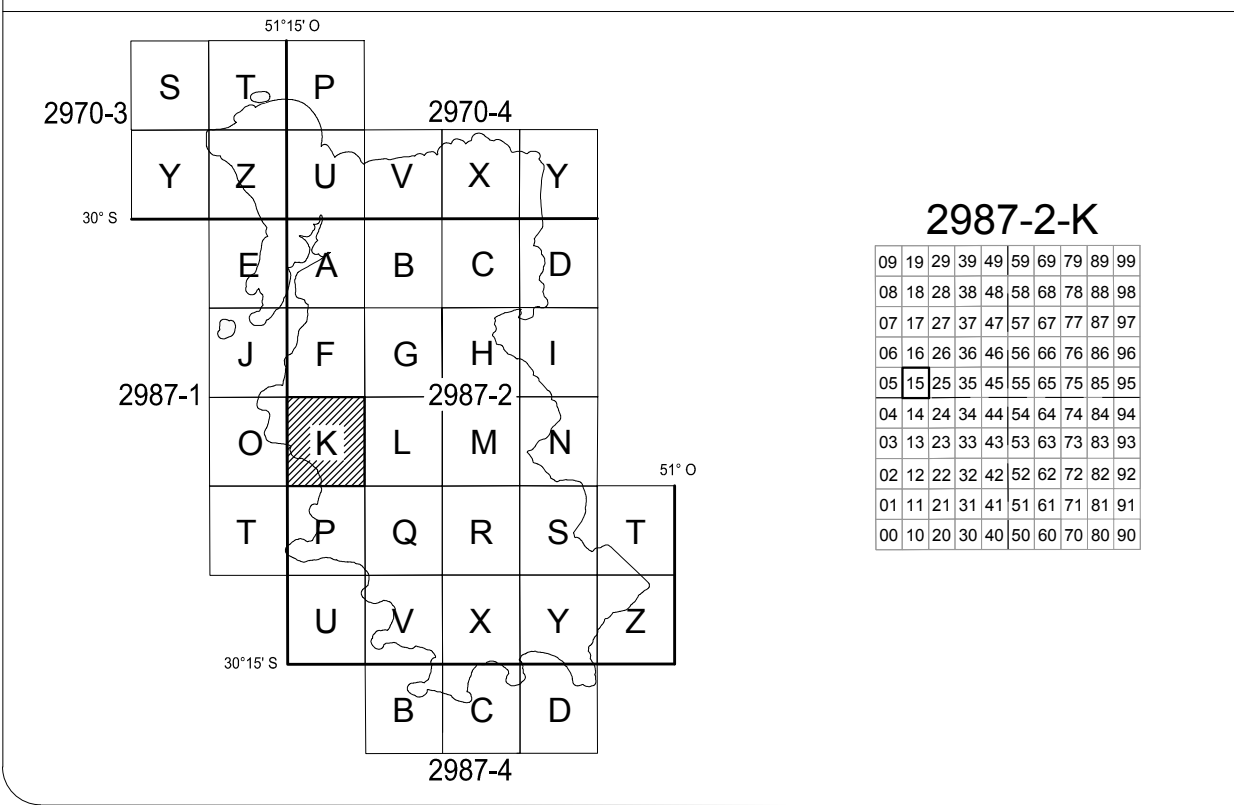 51°15' O
S T P
2970-3 2970-4
Y Z U V X Y
30° S
E A B C D
J F G H I
2987-1 2987-2
O K L M N
51° O
T P Q R S T
U V X Y Z
30°15' S
B C D
2987-4
2987-2-K
09 19 29 39 49 59 69 79 89 99
08 18 28 38 48 58 68 78 88 98
07 17 27 37 47 57 67 77 87 97
06 16 26 36 46 56 66 76 86 96
05 15 25 35 45 55 65 75 85 95
04 14 24 34 44 54 64 74 84 94
03 13 23 33 43 53 63 73 83 93
02 12 22 32 42 52 62 72 82 92
01 11 21 31 41 51 61 71 81 91
00 10 20 30 40 50 60 70 80 90